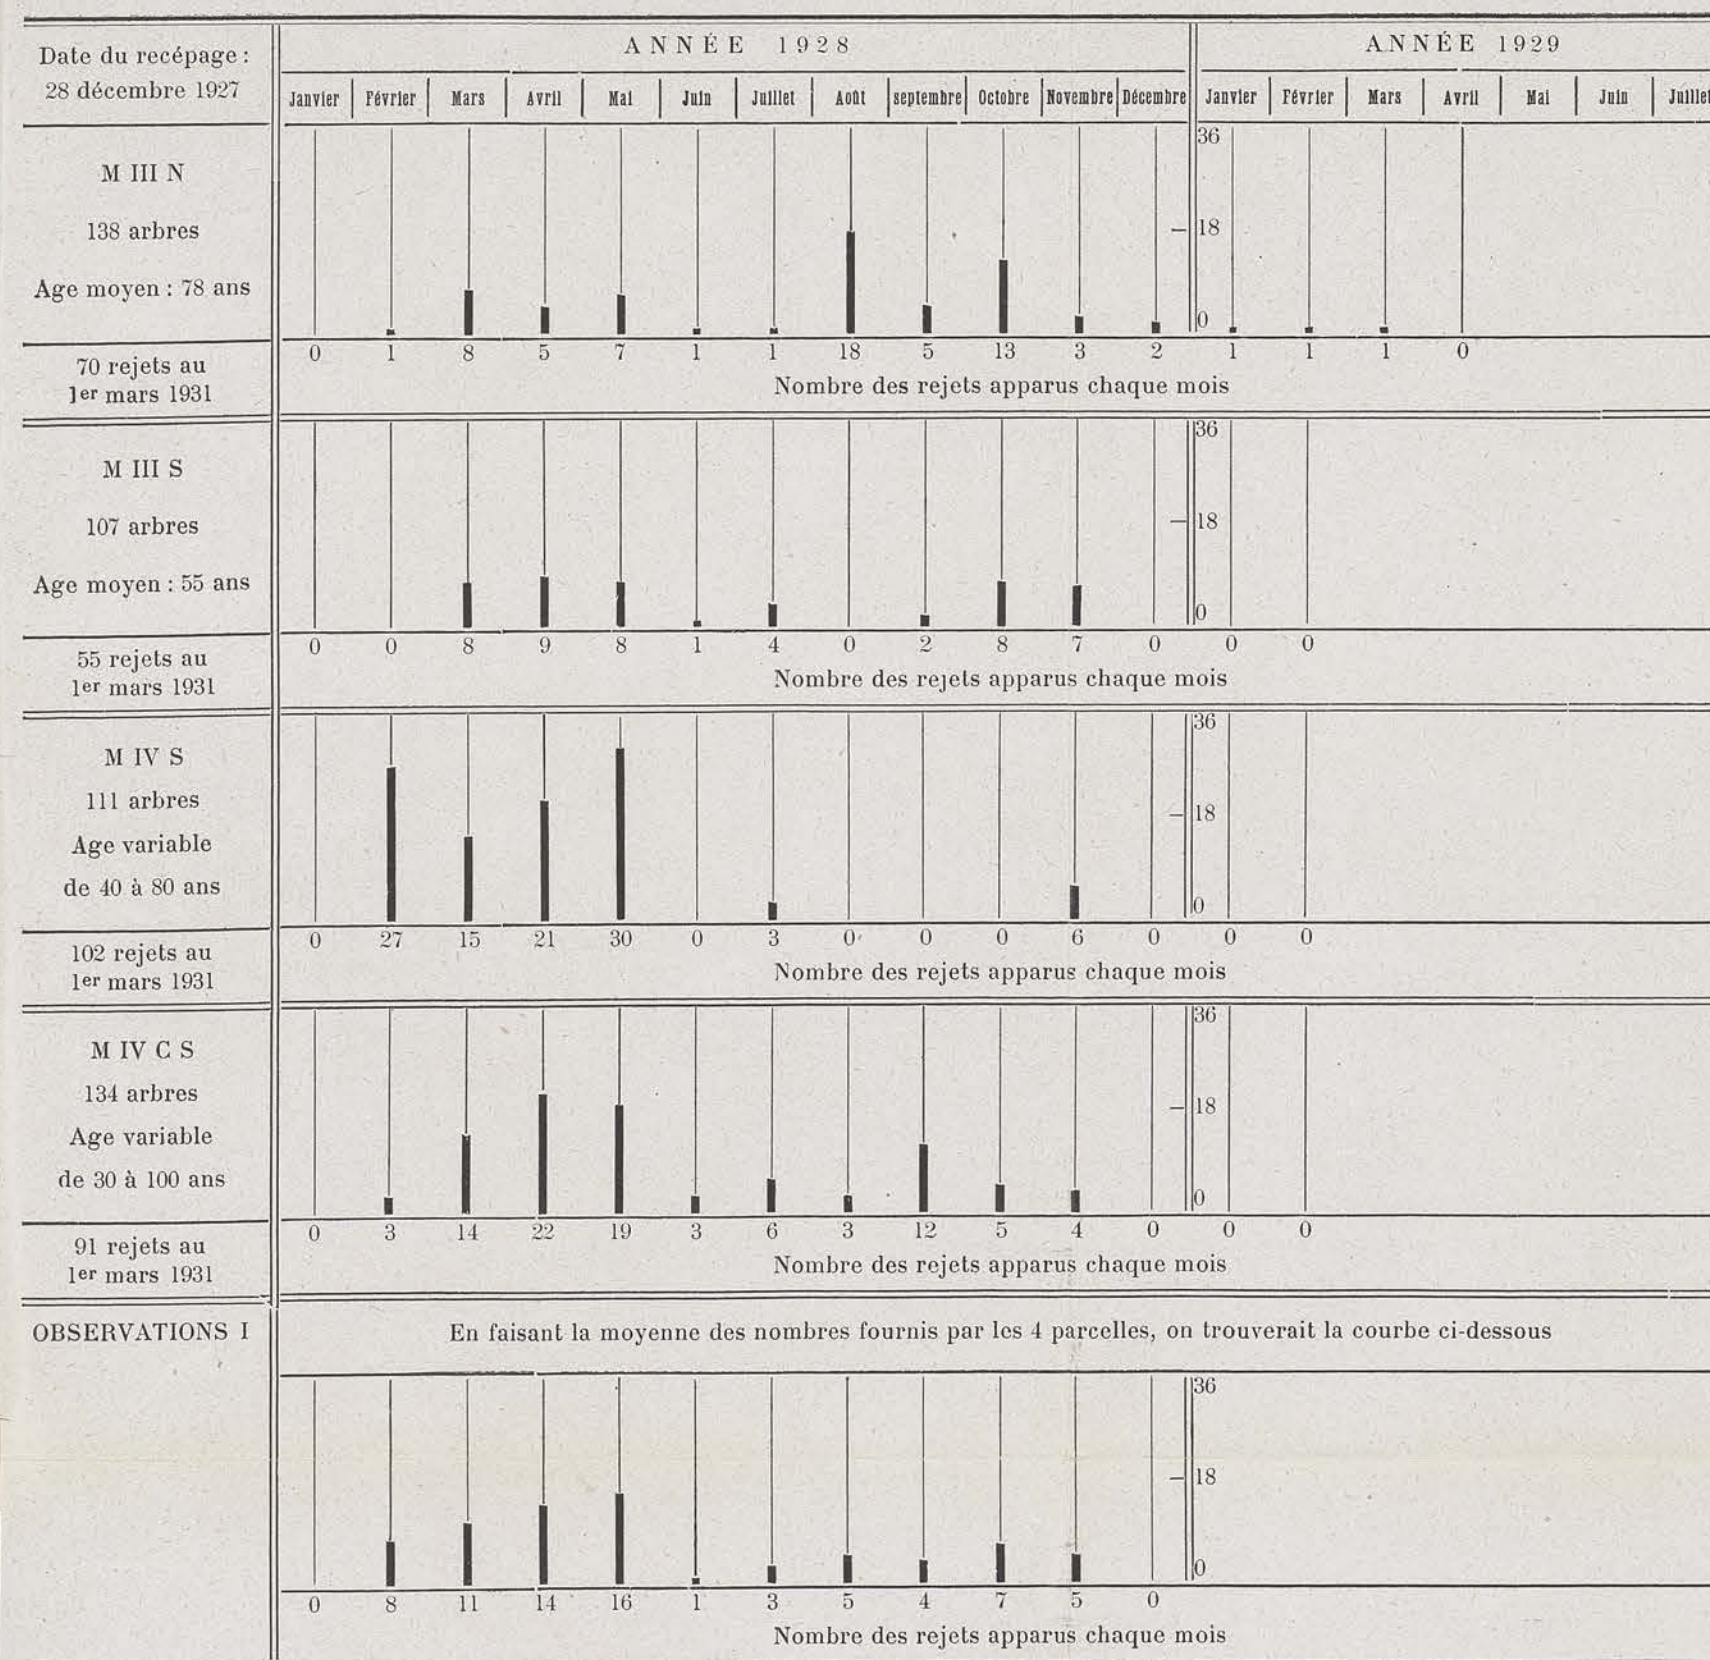 Date du recépage :
28 décembre 1927
ANNÉE 1928
ANNÉE 1929
Janvier Février Mars Avril Mai Juin Juillet Août septembre Octobre Novembre Décembre Janvier Février Mars Avril Mai Juin Juillet
M III N
138 arbres
Age moyen : 78 ans
36
18
0
70 rejets au
1er mars 1931
0 1 8 5 7 1 1 18 5 13 3 2 1 1 1 0
Nombre des rejets apparus chaque mois
M III S
107 arbres
Age moyen : 55 ans
36
18
0
55 rejets au
1er mars 1931
0 0 8 9 8 1 4 0 2 8 7 0 0 0
Nombre des rejets apparus chaque mois
M IV S
111 arbres
Age variable
de 40 à 80 ans
36
18
0
102 rejets au
1er mars 1931
0 27 15 21 30 0 3 0 0 0 6 0 0 0
Nombre des rejets apparus chaque mois
M IV C S
134 arbres
Age variable
de 30 à 100 ans
36
18
0
91 rejets au
1er mars 1931
0 3 14 22 19 3 6 3 12 5 4 0 0 0
Nombre des rejets apparus chaque mois
OBSERVATIONS I
En faisant la moyenne des nombres fournis par les 4 parcelles, on trouverait la courbe ci-dessous
36
18
0
0 8 11 14 16 1 3 5 4 7 5 0
Nombre des rejets apparus chaque mois